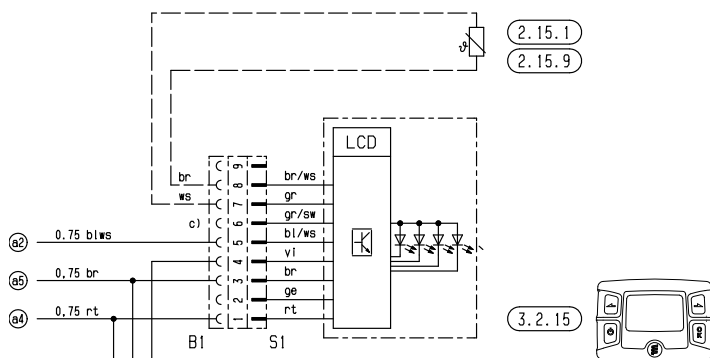 2.15.1
2.15.9
ϑ
LCD
br
ws
c)
9
8
7
6
5
4
3
2
1
br/ws
gr
gr/sw
bl/ws
vi
br
ge
rt
a2 0.75 blws
a5 0,75 br
a4 0,75 rt
B1 S1
3.2.15